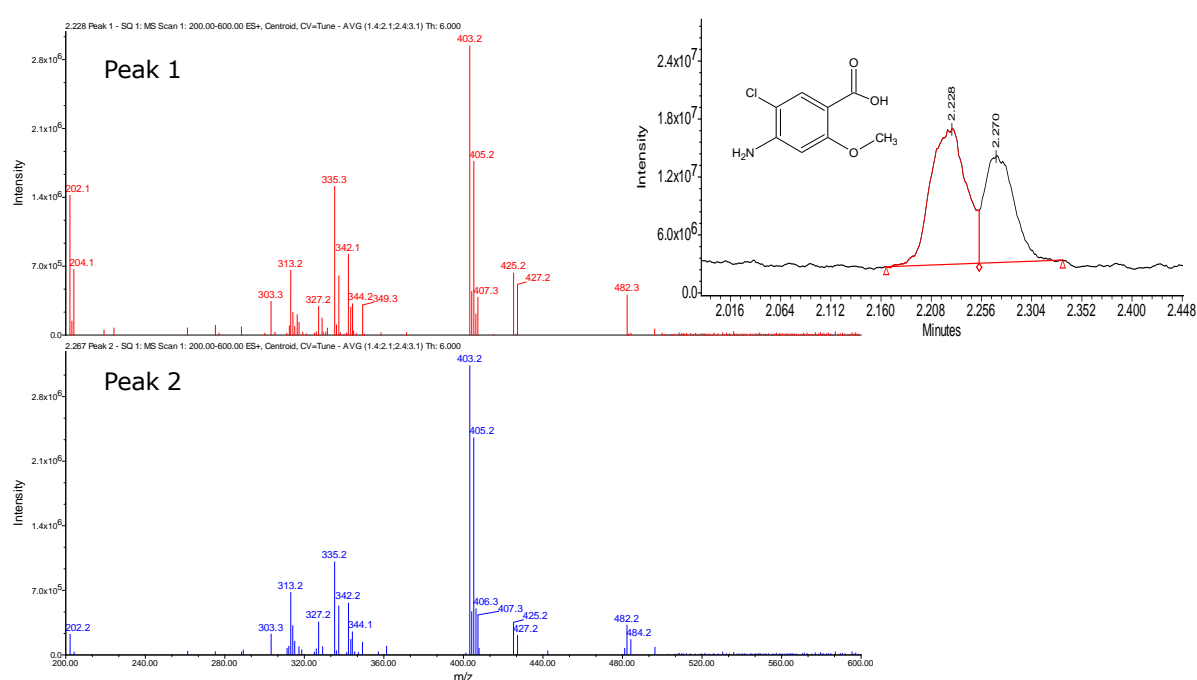 2.228 Peak 1 - SQ 1: MS Scan 1: 200.00-600.00 ES+, Centroid, CV=Tune - AVG (1.4:2.1;2.4:3.1) Th: 6.000
Peak 1
Intensity
2.8x10⁶
2.1x10⁶
1.4x10⁶
7.0x10⁵
0.0
202.1
204.1
303.3
313.2
327.2
335.3
342.1
344.2
349.3
403.2
405.2
407.3
425.2
427.2
482.3
2.267 Peak 2 - SQ 1: MS Scan 1: 200.00-600.00 ES+, Centroid, CV=Tune - AVG (1.4:2.1;2.4:3.1) Th: 6.000
Peak 2
Intensity
2.8x10⁶
2.1x10⁶
1.4x10⁶
7.0x10⁵
0.0
202.2
303.3
313.2
327.2
335.2
342.2
344.1
403.2
405.2
406.3
407.3
425.2
427.2
482.2
484.2
200.00 240.00 280.00 320.00 360.00 400.00 440.00 480.00 520.00 560.00 600.00
m/z
Intensity
2.4x10⁷
1.8x10⁷
1.2x10⁷
6.0x10⁶
0.0
Cl
O
OH
H₂N
O
CH₃
2.228
2.270
2.016 2.064 2.112 2.160 2.208 2.256 2.304 2.352 2.400 2.448
Minutes